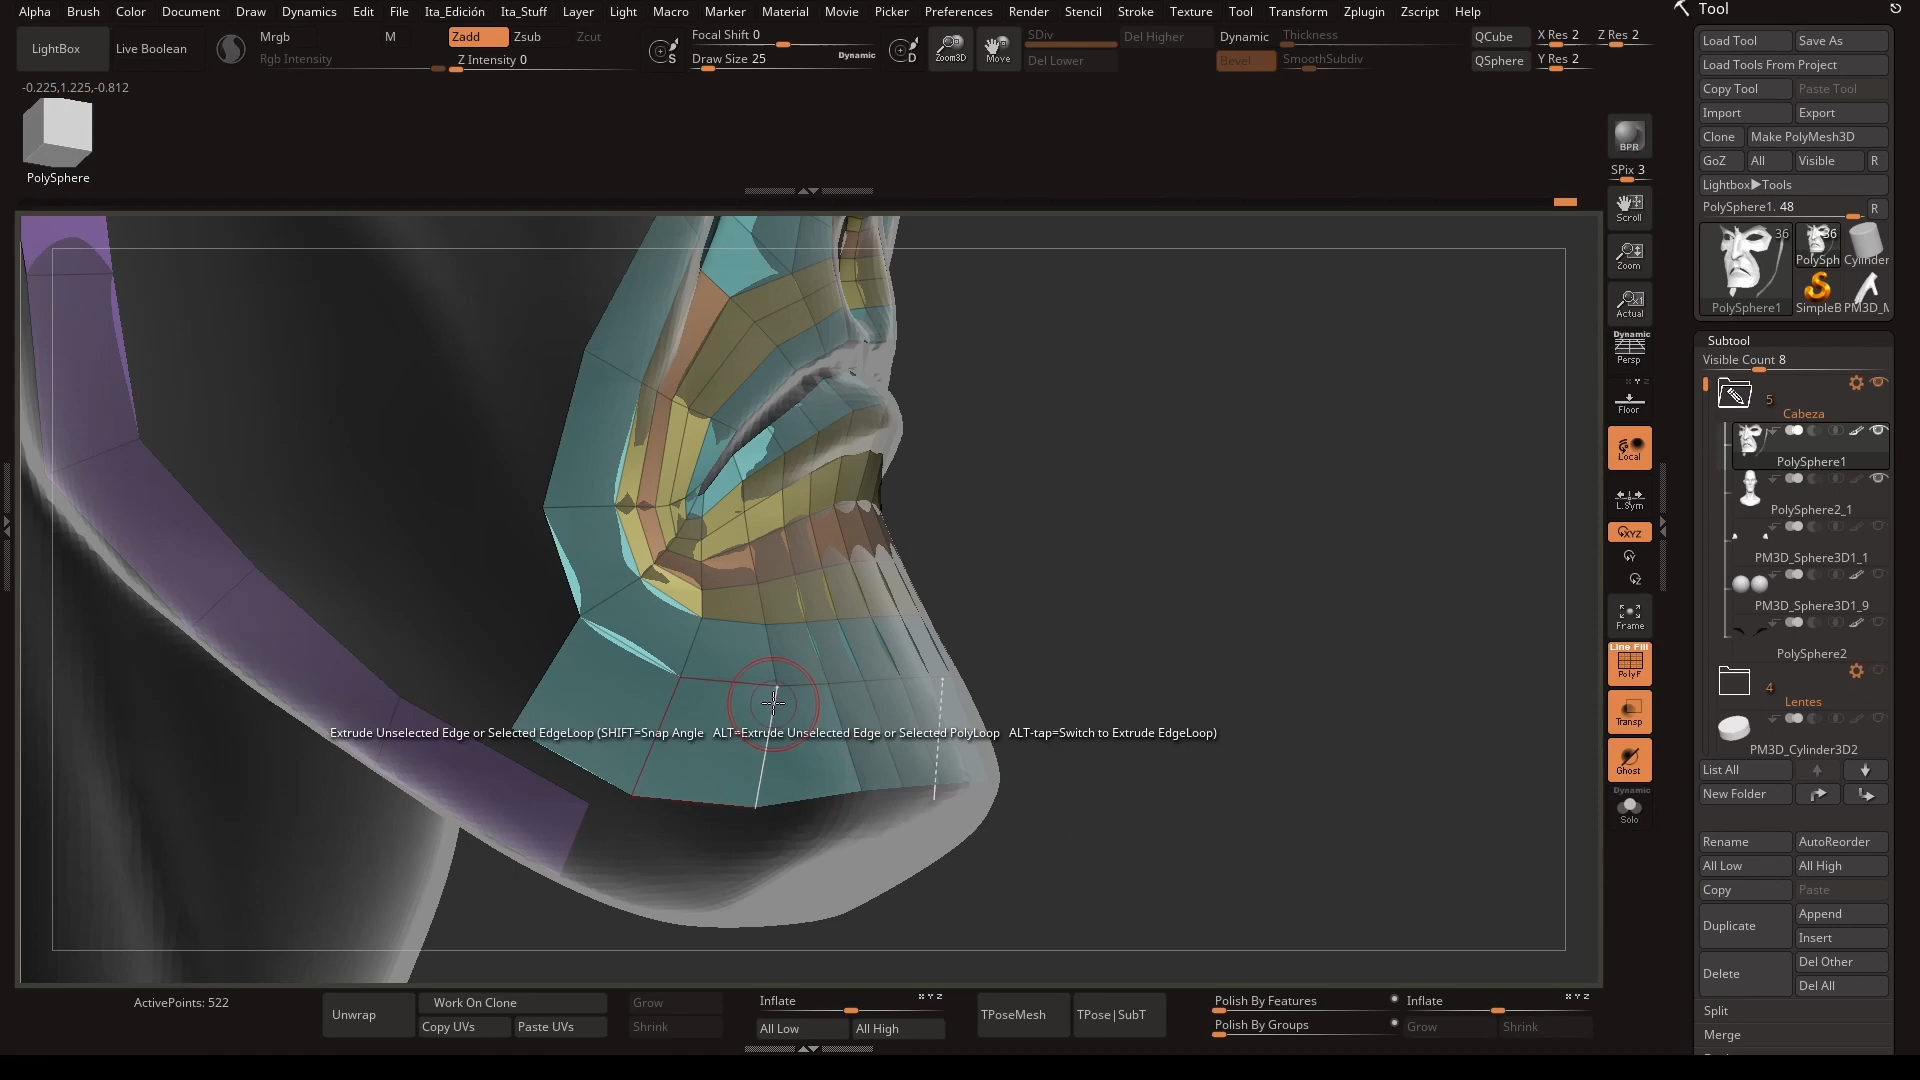 Alpha Brush Color Document Draw Dynamics Edit File Ita_Edición Ita_Stuff Layer Light Macro Marker Material Movie Picker Preferences Render Stencil Stroke Texture Tool Transform Zplugin Zscript Help
Tool
LightBox
Live Boolean
Mrgb M
Rgb Intensity
Zadd Zsub Zcut
Z Intensity 0
Focal Shift 0
Draw Size 25 Dynamic
S
D
Zoom3D
Move
SDiv
Del Higher
Del Lower
Dynamic
Bevel
Thickness
SmoothSubdiv
QCube
QSphere
X Res 2
Y Res 2
Z Res 2
-0.225,1.225,-0.812
PolySphere
Extrude Unselected Edge or Selected EdgeLoop (SHIFT=Snap Angle ALT=Extrude Unselected Edge or Selected PolyLoop ALT-tap=Switch to Extrude EdgeLoop)
BPR
SPix 3
Scroll
Zoom
Actual
Dynamic
Persp
Floor
Local
L.Sym
XYZ
Y
Z
Frame
Line Fill
PolyF
Transp
Ghost
Dynamic
Solo
Load Tool
Save As
Load Tools From Project
Copy Tool
Paste Tool
Import
Export
Clone
Make PolyMesh3D
GoZ
All
Visible
R
Lightbox▶Tools
PolySphere1. 48
R
36
36
PolySph
Cylinder
PolySphere1
SimpleB
PM3D_M
Subtool
Visible Count 8
5
Cabeza
PolySphere1
PolySphere2_1
PM3D_Sphere3D1_1
PM3D_Sphere3D1_9
PolySphere2
4
Lentes
PM3D_Cylinder3D2
List All
New Folder
Rename
AutoReorder
All Low
All High
Copy
Paste
Duplicate
Append
Insert
Delete
Del Other
Del All
Split
Merge
ActivePoints: 522
Unwrap
Work On Clone
Copy UVs
Paste UVs
Grow
Shrink
Inflate X Y Z
All Low
All High
TPoseMesh
TPose|SubT
Polish By Features
Polish By Groups
Inflate X Y Z
Grow
Shrink